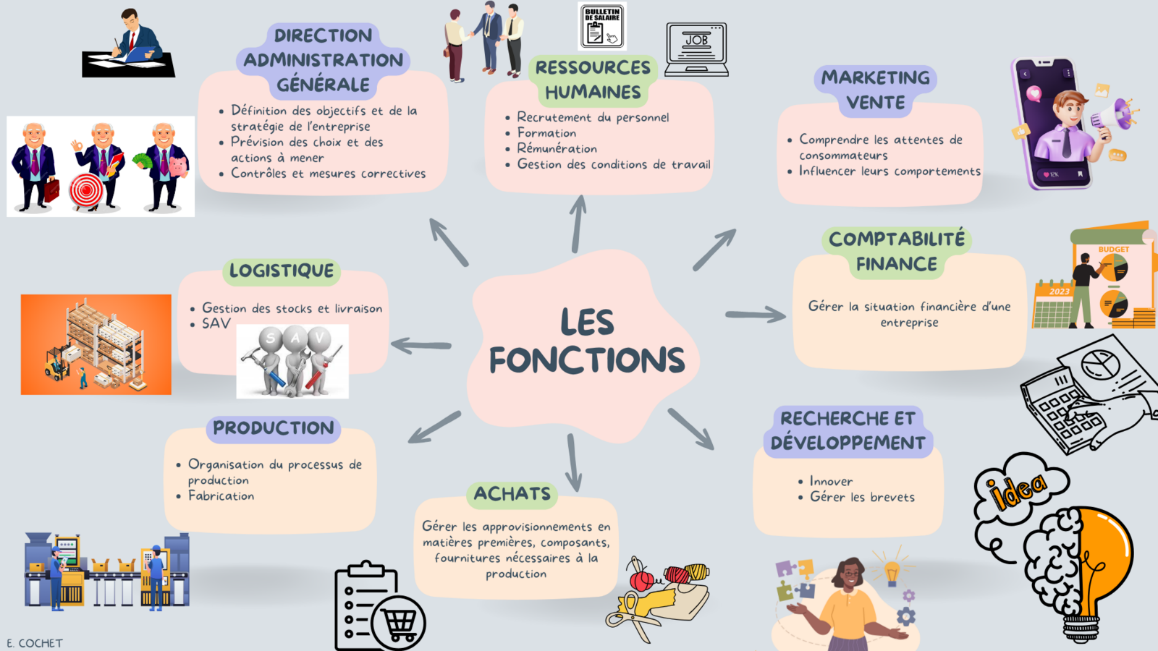 DIRECTION
ADMINISTRATION
GÉNÉRALE
• Définition des objectifs et de la
stratégie de l'entreprise
• Prévision des choix et des
actions à mener
• Contrôles et mesures correctives
BULLETIN
DE SALAIRE
JOB
RESSOURCES
HUMAINES
• Recrutement du personnel
• Formation
• Rémunération
• Gestion des conditions de travail
MARKETING
VENTE
• Comprendre les attentes de
consommateurs
• Influencer leurs comportements
LOGISTIQUE
• Gestion des stocks et livraison
• SAV
S A V
LES
FONCTIONS
COMPTABILITÉ
FINANCE
Gérer la situation financière d'une
entreprise
BUDGET
2023
PRODUCTION
• Organisation du processus de
production
• Fabrication
ACHATS
Gérer les approvisionnements en
matières premières, composants,
fournitures nécessaires à la
production
RECHERCHE ET
DÉVELOPPEMENT
• Innover
• Gérer les brevets
idea
E. COCHET